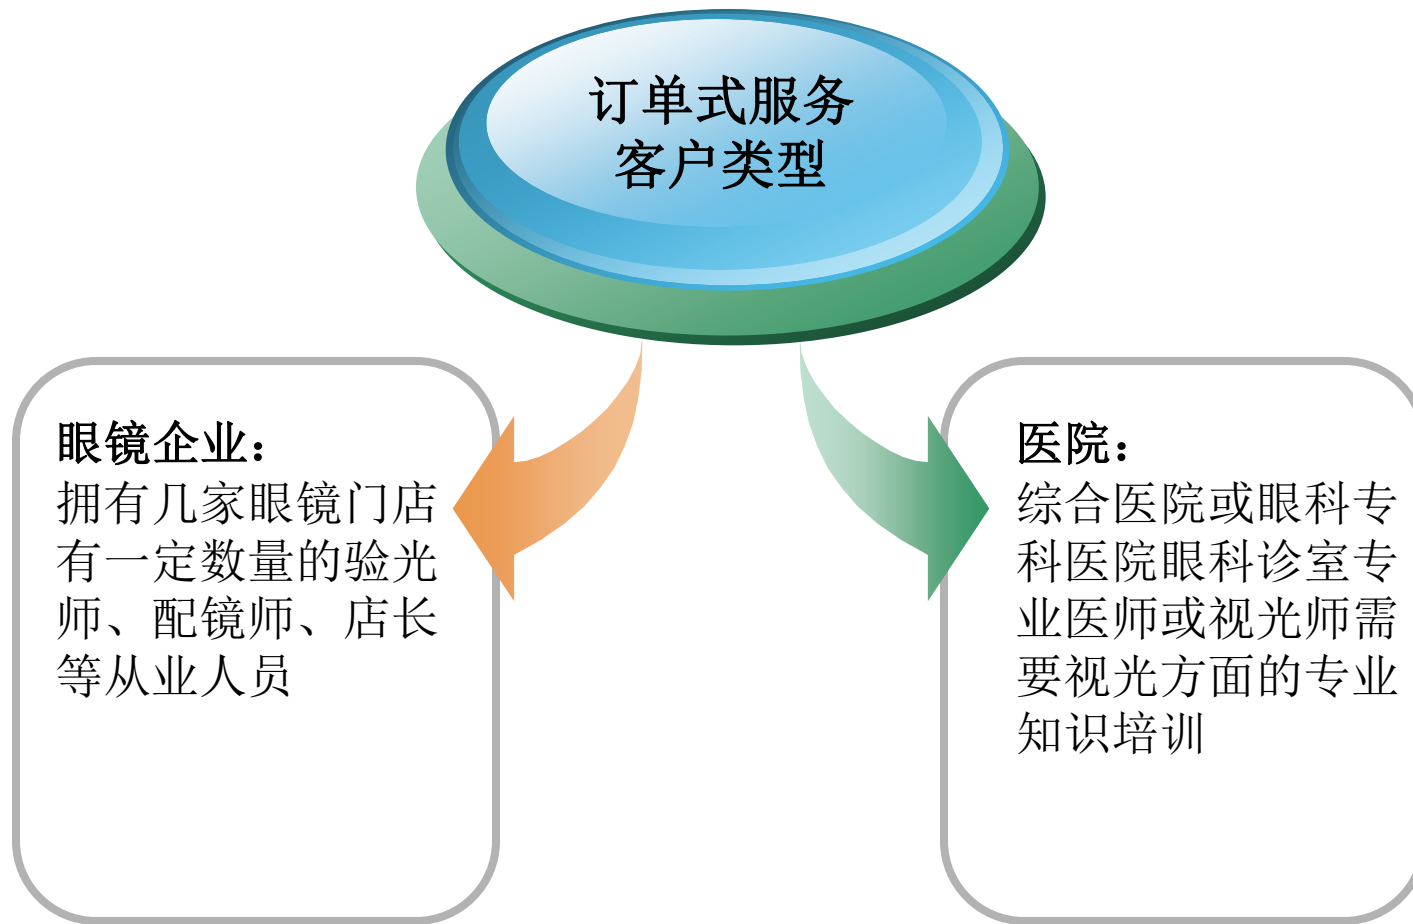 订单式服务
客户类型
眼镜企业：
拥有几家眼镜门店
有一定数量的验光
师、配镜师、店长
等从业人员
医院：
综合医院或眼科专
科医院眼科诊室专
业医师或视光师需
要视光方面的专业
知识培训